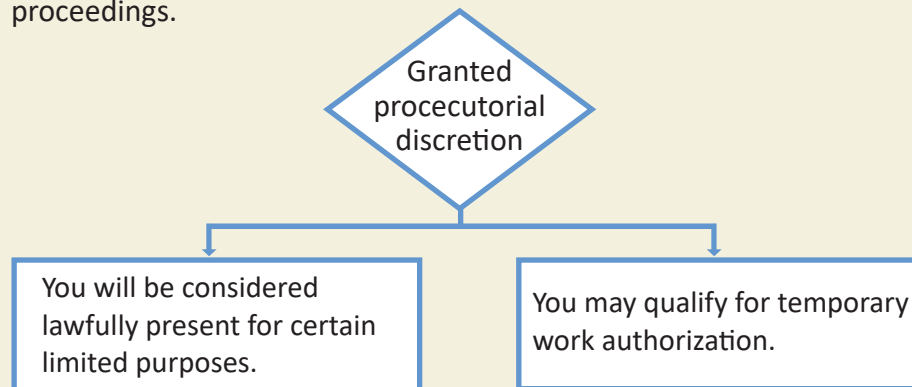 proceedings.
Granted
procecutorial
discretion
You will be considered
lawfully present for certain
limited purposes.
You may qualify for temporary
work authorization.